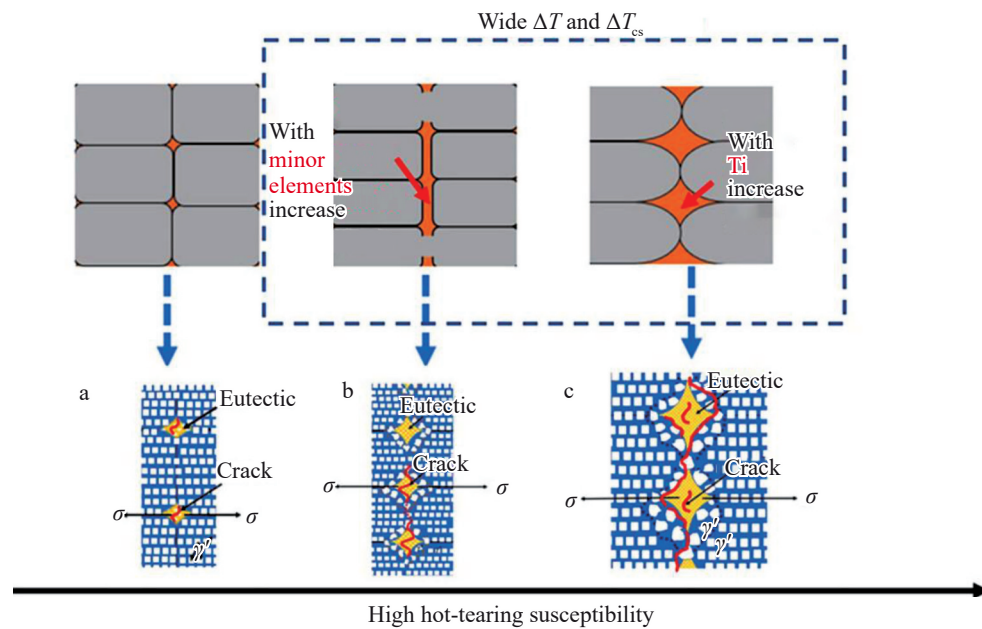 Wide ΔT and ΔTcs
With
minor
elements
increase
With
Ti
increase
a
Eutectic
Crack
σ
σ
γ′
b
Eutectic
Crack
σ
σ
c
Eutectic
Crack
σ
σ
γ′
γ′
High hot-tearing susceptibility